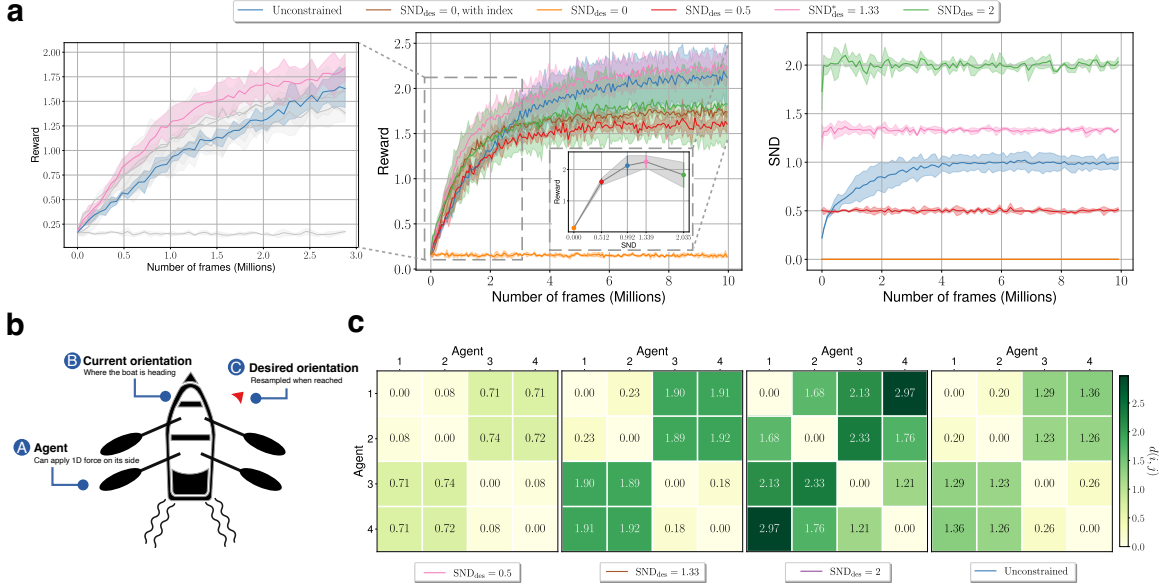 a
Unconstrained
SND_des = 0, with index
SND_des = 0
SND_des = 0.5
SND*_des = 1.33
SND_des = 2
Reward
2.00
1.75
1.50
1.25
1.00
0.75
0.50
0.25
0.0 0.5 1.0 1.5 2.0 2.5 3.0
Number of frames (Millions)
Reward
2.5
2.0
1.5
1.0
0.5
0.0
0 2 4 6 8 10
Number of frames (Millions)
Reward
2
1
0.000 0.512 0.992 1.339 2.035
SND
SND
2.0
1.5
1.0
0.5
0.0
0 2 4 6 8 10
Number of frames (Millions)
b
B Current orientation
Where the boat is heading
C Desired orientation
Resampled when reached
A Agent
Can apply 1D force on its side
c
Agent Agent Agent Agent
1 2 3 4 1 2 3 4 1 2 3 4 1 2 3 4
Agent
1 0.00 0.08 0.71 0.71 0.00 0.23 1.90 1.91 0.00 1.68 2.13 2.97 0.00 0.20 1.29 1.36
2 0.08 0.00 0.74 0.72 0.23 0.00 1.89 1.92 1.68 0.00 2.33 1.76 0.20 0.00 1.23 1.26
3 0.71 0.74 0.00 0.08 1.90 1.89 0.00 0.18 2.13 2.33 0.00 1.21 1.29 1.23 0.00 0.26
4 0.71 0.72 0.08 0.00 1.91 1.92 0.18 0.00 2.97 1.76 1.21 0.00 1.36 1.26 0.26 0.00
2.5
2.0
1.5
1.0
0.5
0.0
d(i,j)
SND_des = 0.5
SND_des = 1.33
SND_des = 2
Unconstrained